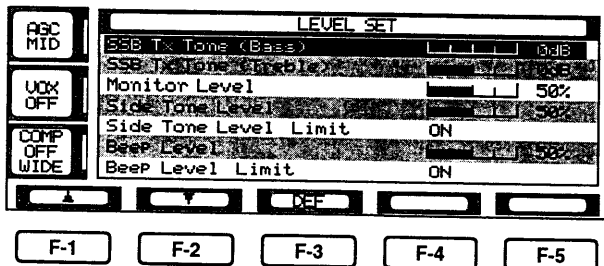 LEVEL SET
AGC
MID
VOX
OFF
COMP
OFF
WIDE
SSB Tx Tone (Bass) 0dB
SSB Tx Tone (Treble) 0dB
Monitor Level 50%
Side Tone Level 50%
Side Tone Level Limit ON
Beep Level 50%
Beep Level Limit ON
▲ ▼ DEF
F-1 F-2 F-3 F-4 F-5